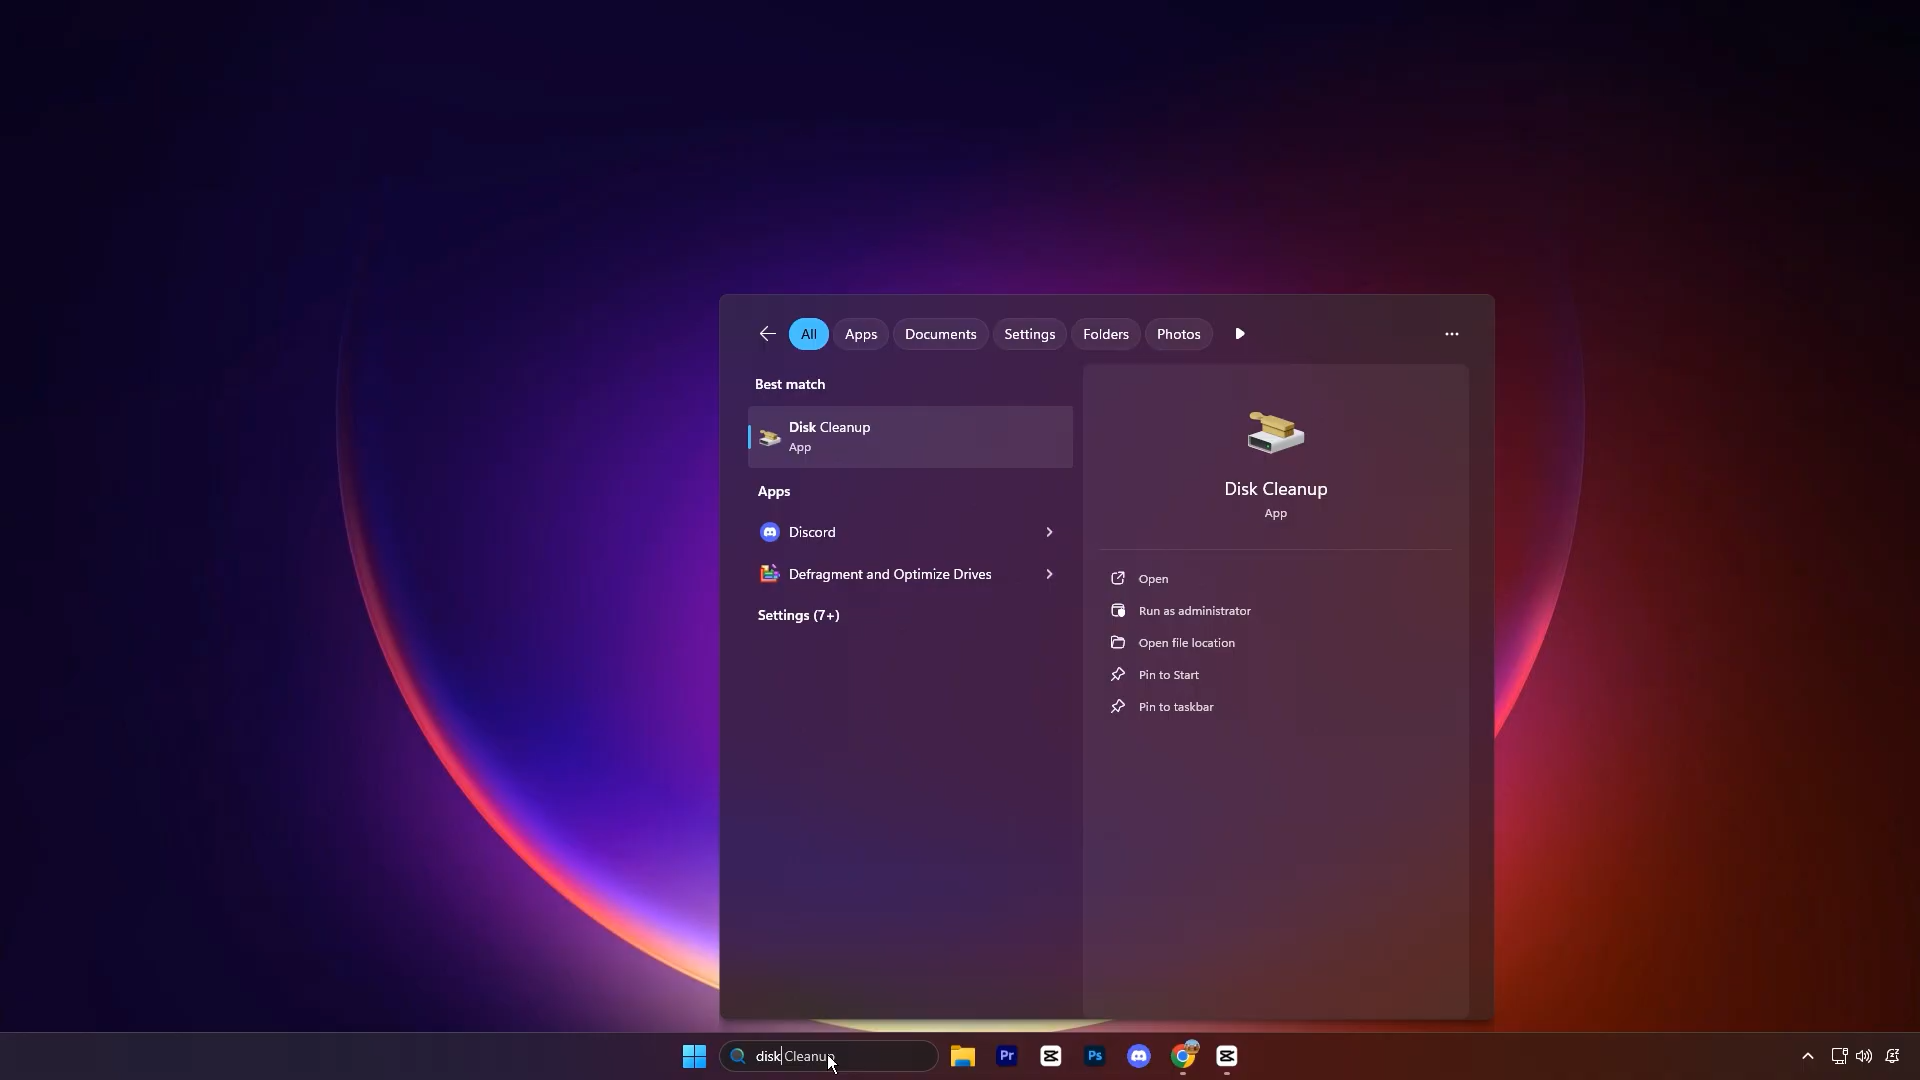 All
Apps
Documents
Settings
Folders
Photos
Best match
Disk Cleanup
App
Apps
Discord
Defragment and Optimize Drives
Settings (7+)
Disk Cleanup
App
Open
Run as administrator
Open file location
Pin to Start
Pin to taskbar
disk Cleanup
Pr
Ps